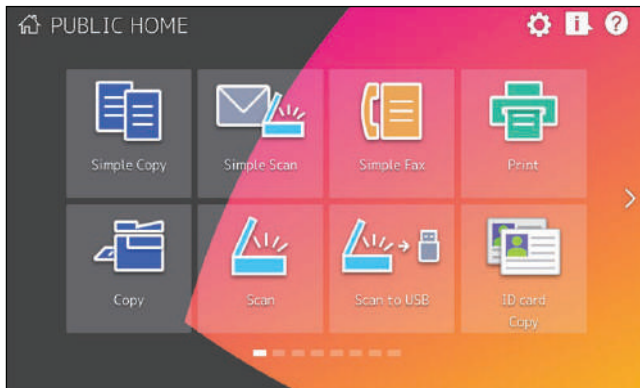 PUBLIC HOME
Simple Copy
Simple Scan
Simple Fax
Print
Copy
Scan
Scan to USB
ID card
Copy